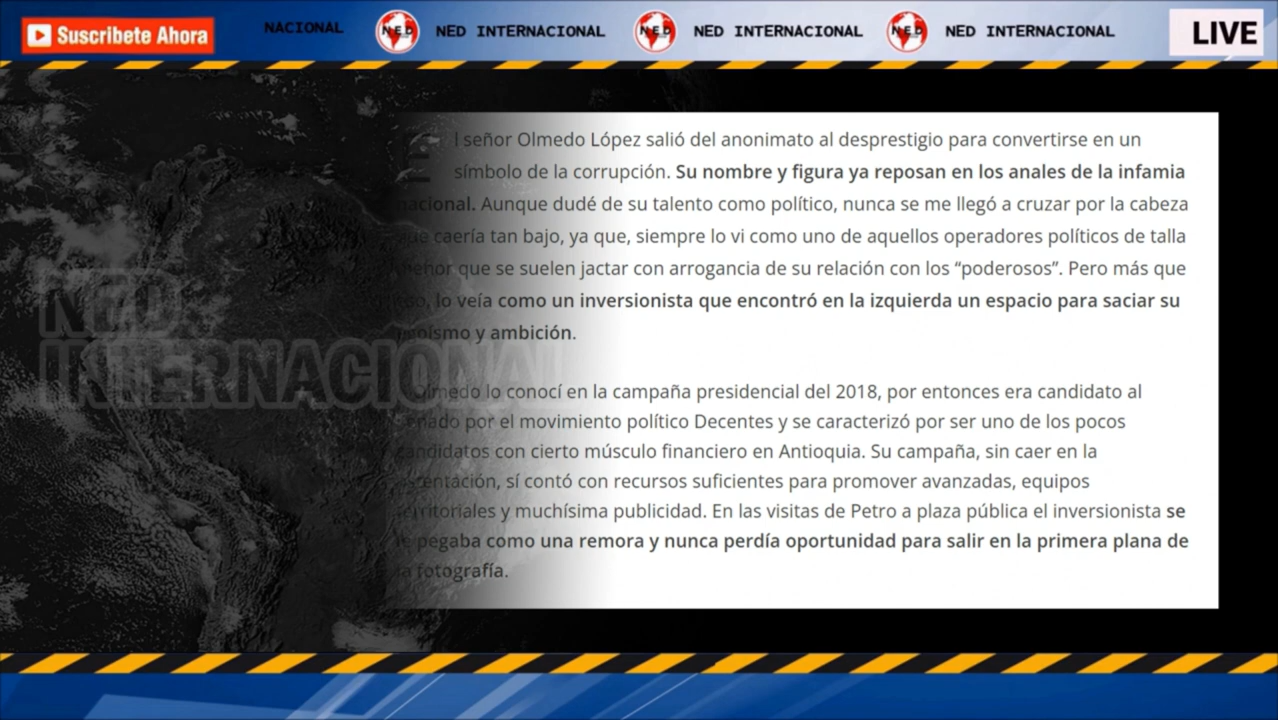 Suscribete Ahora
NACIONAL
NED
NED INTERNACIONAL
NED
NED INTERNACIONAL
NED
NED INTERNACIONAL
LIVE
El señor Olmedo López salió del anonimato al desprestigio para convertirse en un
símbolo de la corrupción. Su nombre y figura ya reposan en los anales de la infamia
nacional. Aunque dudé de su talento como político, nunca se me llegó a cruzar por la cabeza
que caería tan bajo, ya que, siempre lo vi como uno de aquellos operadores políticos de talla
menor que se suelen jactar con arrogancia de su relación con los “poderosos”. Pero más que
eso, lo veía como un inversionista que encontró en la izquierda un espacio para saciar su
egoísmo y ambición.
Olmedo lo conocí en la campaña presidencial del 2018, por entonces era candidato al
senado por el movimiento político Decentes y se caracterizó por ser uno de los pocos
candidatos con cierto músculo financiero en Antioquia. Su campaña, sin caer en la
ostentación, sí contó con recursos suficientes para promover avanzadas, equipos
territoriales y muchísima publicidad. En las visitas de Petro a plaza pública el inversionista se
le pegaba como una remora y nunca perdía oportunidad para salir en la primera plana de
la fotografía.
NED
INTERNACIONAL